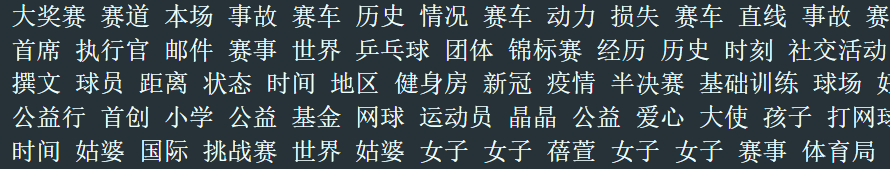 大奖赛 赛道 本场 事故 赛车 历史 情况 赛车 动力 损失 赛车 直线 事故 赛
首席 执行官 邮件 赛事 世界 乒乓球 团体 锦标赛 经历 历史 时刻 社交活动
撰文 球员 距离 状态 时间 地区 健身房 新冠 疫情 半决赛 基础训练 球场
公益行 首创 小学 公益 基金 网球 运动员 晶晶 公益 爱心 大使 孩子 打网球
时间 姑婆 国际 挑战赛 世界 姑婆 女子 女子 蓓萱 女子 女子 赛事 体育局